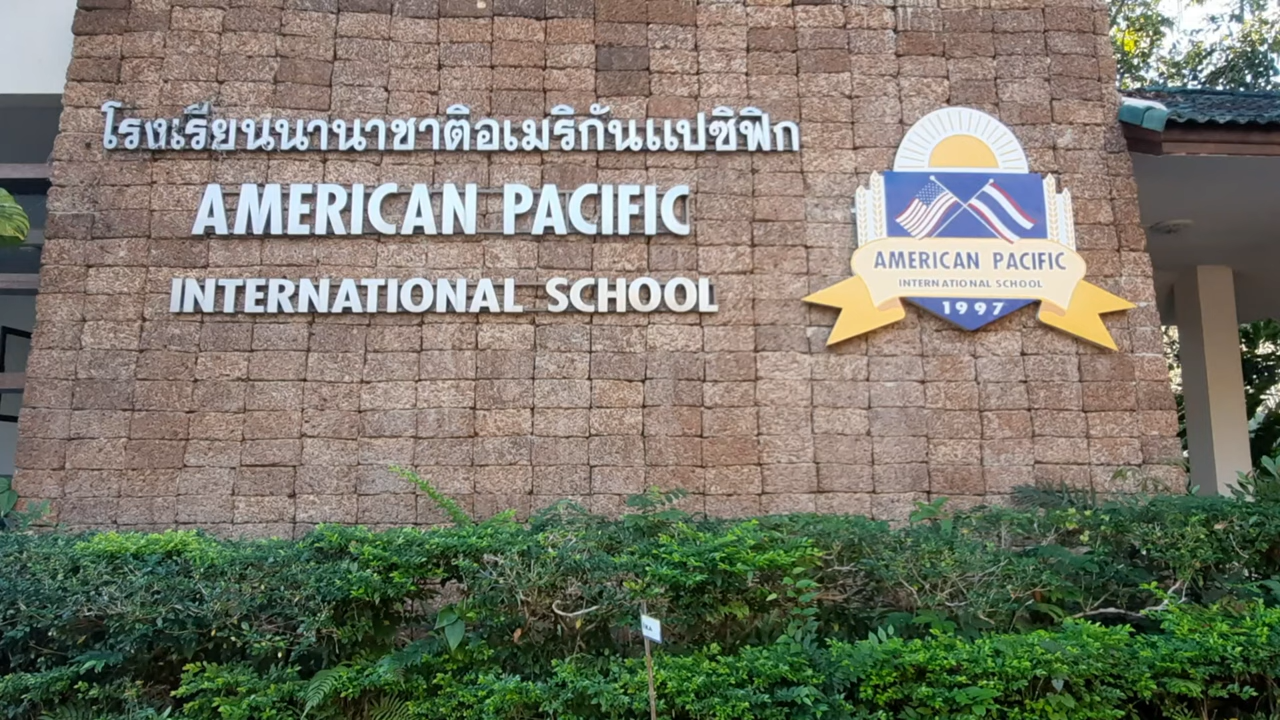 โรงเรียนนานาชาติอเมริกันแปซิฟิก
AMERICAN PACIFIC
INTERNATIONAL SCHOOL
AMERICAN PACIFIC
INTERNATIONAL SCHOOL
1997